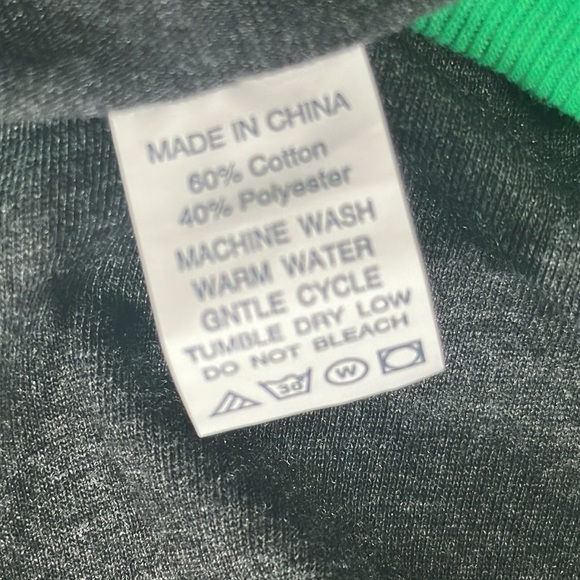 MADE IN CHINA
60% Cotton
40% Polyester
MACHINE WASH
WARM WATER
GNTLE CYCLE
TUMBLE DRY LOW
DO NOT BLEACH
30 W